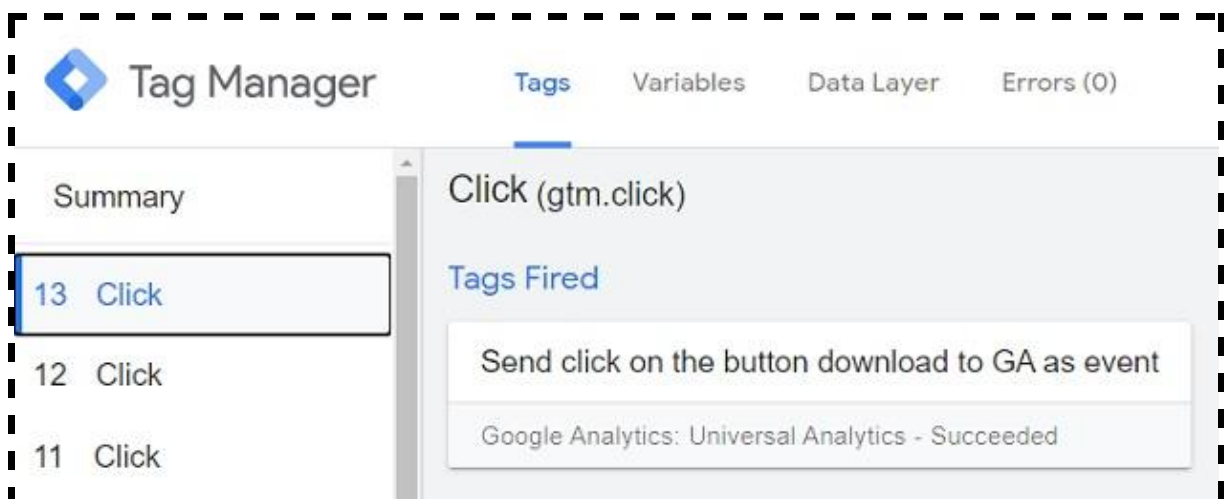 Tag Manager
Tags Variables Data Layer Errors (0)
Summary
13 Click
12 Click
11 Click
Click (gtm.click)
Tags Fired
Send click on the button download to GA as event
Google Analytics: Universal Analytics - Succeeded